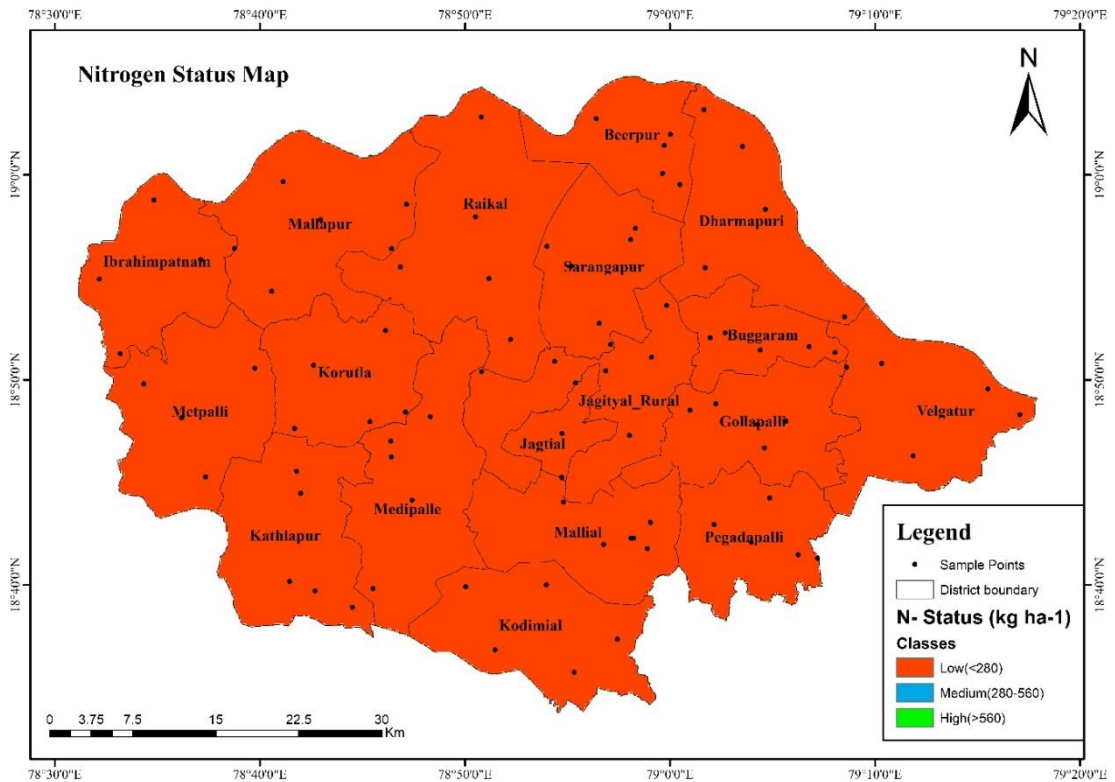 78°30'0"E 78°40'0"E 78°50'0"E 79°0'0"E 79°10'0"E 79°20'0"E
Nitrogen Status Map
N
19°0'0"N
19°0'0"N
18°50'0"N
18°50'0"N
18°40'0"N
18°40'0"N
Beerpur
Raikal
Mallapur
Dharmapuri
Ibrahimpatnam
Sarangapur
Buggaram
Korutla
Jagityal_Rural
Metpalli
Velgatur
Gollapalli
Jagtial
Medipalle
Mallial
Kathlapur
Pegadapalli
Kodimial
Legend
Sample Points
District boundary
N- Status (kg ha-1)
Classes
Low(<280)
Medium(280-560)
High(>560)
0 3.75 7.5 15 22.5 30
Km
78°30'0"E 78°40'0"E 78°50'0"E 79°0'0"E 79°10'0"E 79°20'0"E